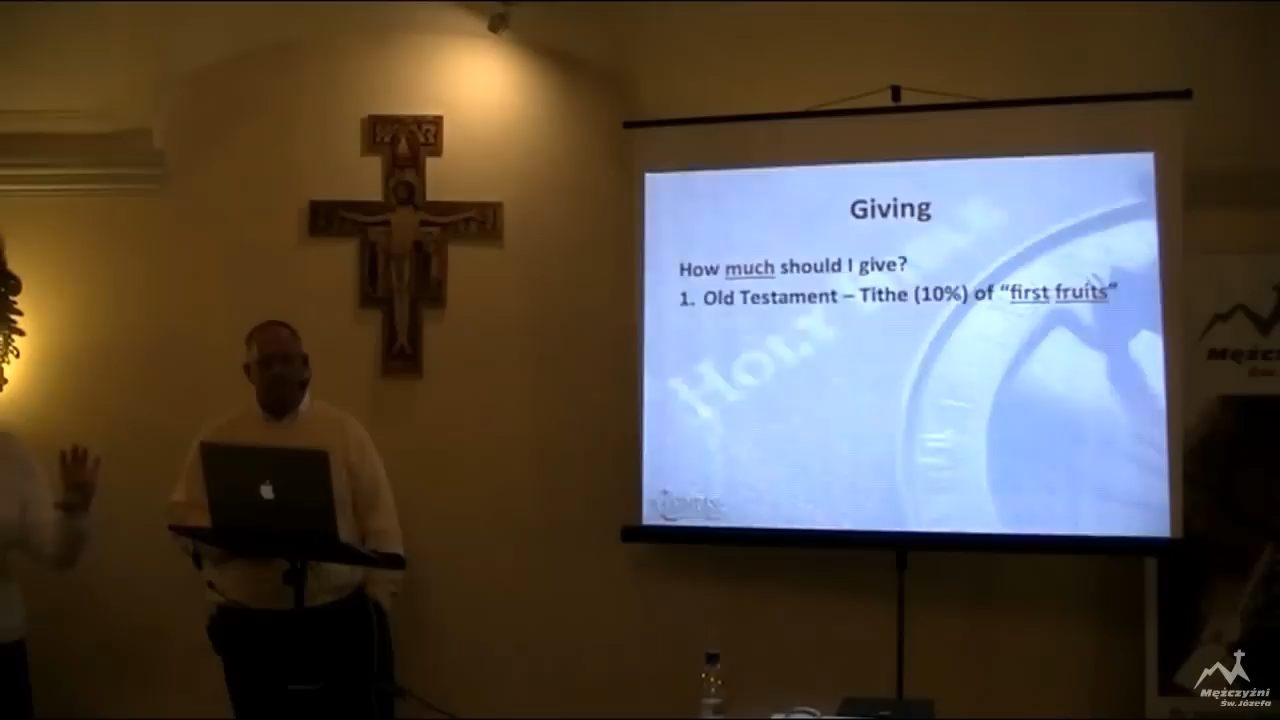 Giving
How much should I give?
1. Old Testament – Tithe (10%) of “first fruits”
Mężczyźni
Św.Józefa